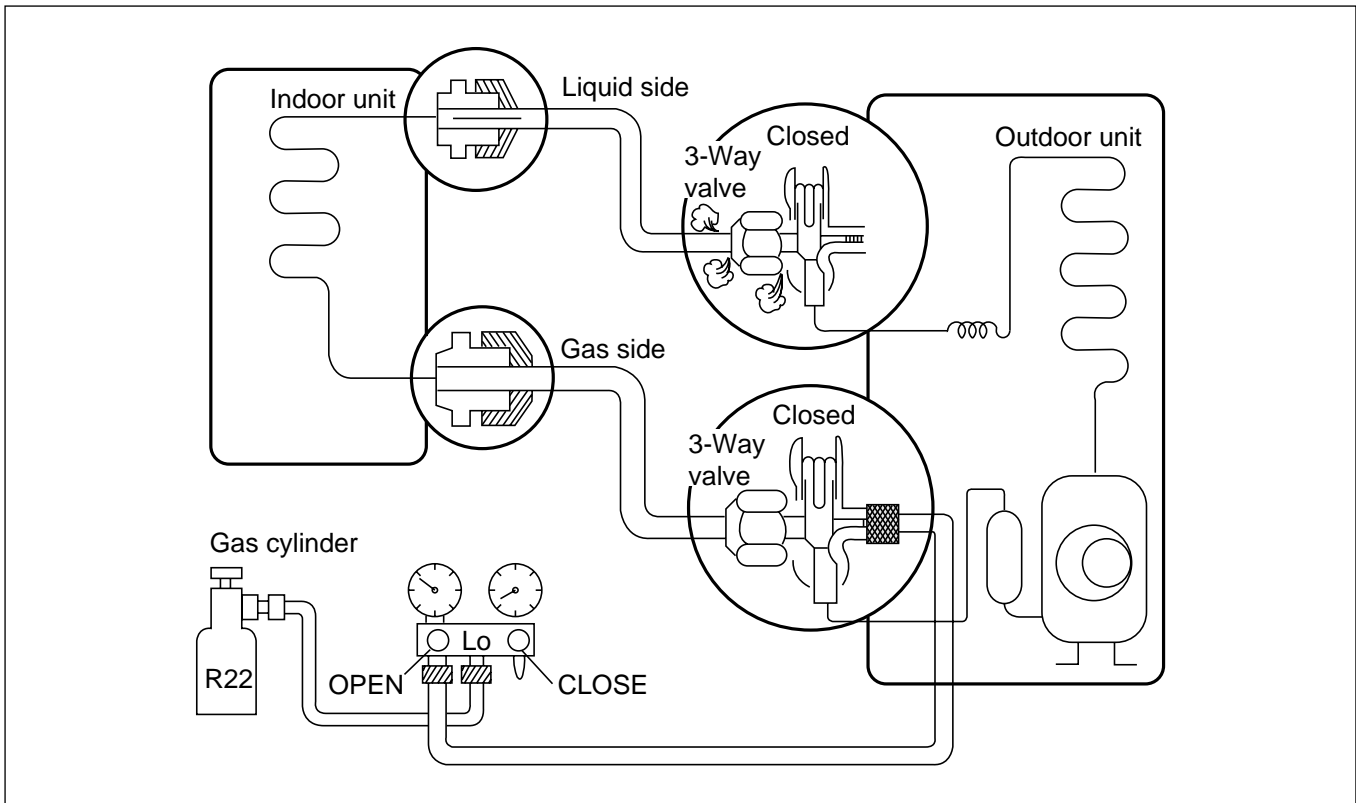 Indoor unit
Liquid side
Closed
3-Way
valve
Outdoor unit
Gas side
Closed
3-Way
valve
Gas cylinder
R22
Lo
OPEN
CLOSE